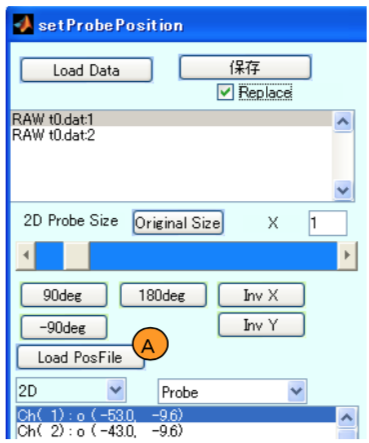 setProbePosition
Load Data 保存
Replace
RAW t0.dat:1
RAW t0.dat:2
2D Probe Size Original Size X 1
90deg 180deg Inv X
-90deg Inv Y
A
Load PosFile
2D Probe
Ch( 1) : o ( -53.0, -9.6)
Ch( 2) : o ( -43.0, -9.6)